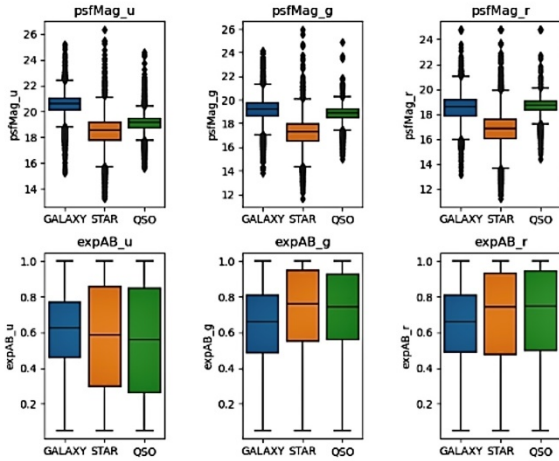 psfMag_u psfMag_g psfMag_r
psfMag_u
26
24
22
20
18
16
14
GALAXY STAR QSO
psfMag_g
26
24
22
20
18
16
14
12
GALAXY STAR QSO
psfMag_r
24
22
20
18
16
14
12
GALAXY STAR QSO
expAB_u expAB_g expAB_r
expAB_u
1.0
0.8
0.6
0.4
0.2
GALAXY STAR QSO
expAB_g
1.0
0.8
0.6
0.4
0.2
GALAXY STAR QSO
expAB_r
1.0
0.8
0.6
0.4
0.2
GALAXY STAR QSO